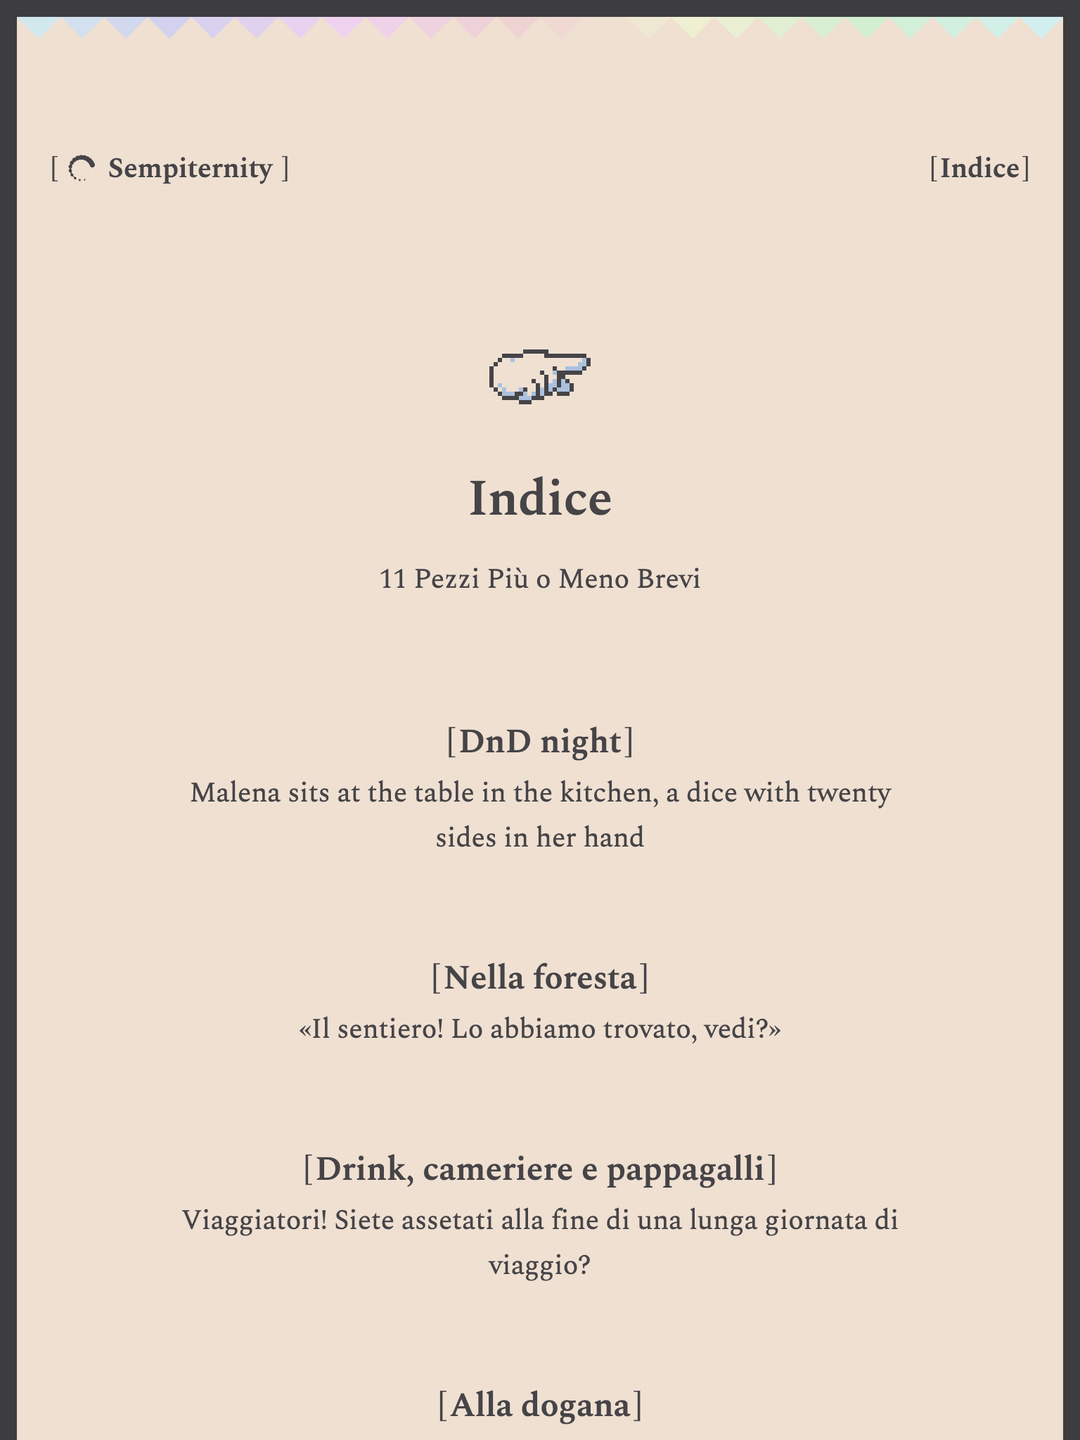 [ Sempiternity ]
[Indice]
Indice
11 Pezzi Più o Meno Brevi
[DnD night]
Malena sits at the table in the kitchen, a dice with twenty
sides in her hand
[Nella foresta]
«Il sentiero! Lo abbiamo trovato, vedi?»
[Drink, cameriere e pappagalli]
Viaggiatori! Siete assetati alla fine di una lunga giornata di
viaggio?
[Alla dogana]